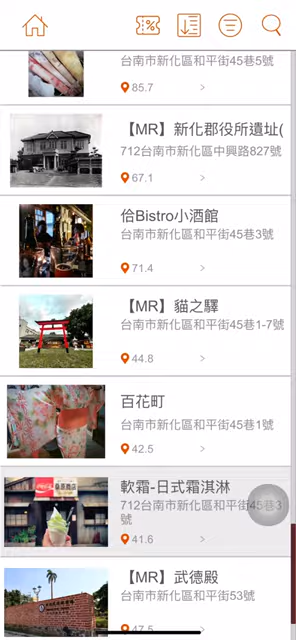 台南市新化區和平街45巷5號
85.7
【MR】新化郡役所遺址(
712台南市新化區中興路827號
67.1
佮Bistro小酒館
台南市新化區和平街45巷3號
71.4
【MR】貓之驛
台南市新化區和平街45巷1-7號
44.8
百花町
台南市新化區和平街45巷1號
42.5
軟霜-日式霜淇淋
712台南市新化區和平街45巷3
號
41.6
【MR】武德殿
台南市新化區和平街53號
47.5